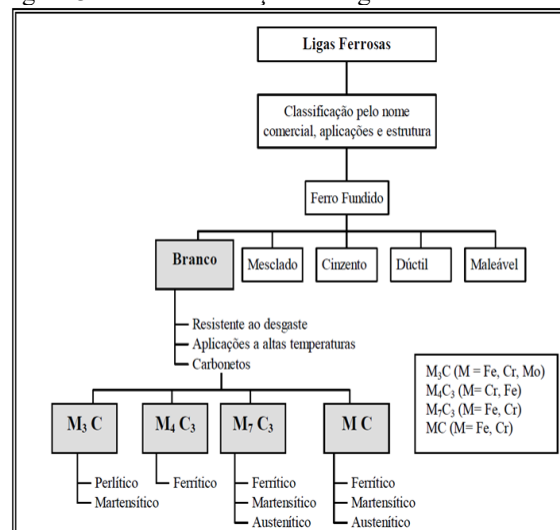 Ligas Ferrosas
Classificação pelo nome
comercial, aplicações e estrutura
Ferro Fundido
Branco
Mesclado
Cinzento
Dúctil
Maleável
Resistente ao desgaste
Aplicações a altas temperaturas
Carbonetos
M₃C (M = Fe, Cr, Mo)
M₄C₃ (M= Cr, Fe)
M₇C₃ (M= Fe, Cr)
MC (M= Fe, Cr)
M₃ C
M₄ C₃
M₇ C₃
M C
Perlítico
Martensítico
Ferrítico
Ferrítico
Martensítico
Austenítico
Ferrítico
Martensítico
Austenítico